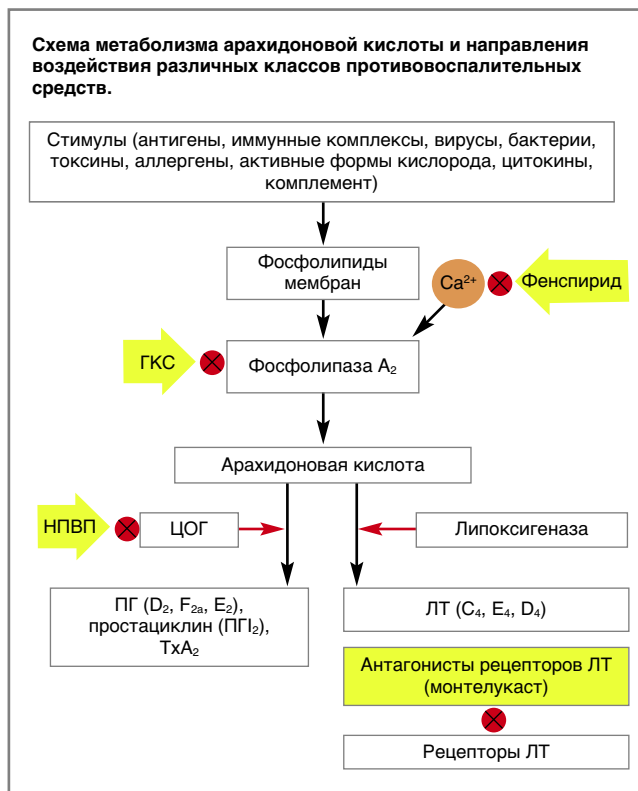 Схема метаболизма арахидоновой кислоты и направления
воздействия различных классов противовоспалительных
средств.
Стимулы (антигены, иммунные комплексы, вирусы, бактерии,
токсины, аллергены, активные формы кислорода, цитокины,
комплемент)
Фосфолипиды
мембран
Ca²⁺
Фенспирид
ГКС
Фосфолипаза A₂
Арахидоновая кислота
НПВП
ЦОГ
Липоксигеназа
ПГ (D₂, F₂ₐ, E₂),
простациклин (ПГI₂),
TxA₂
ЛТ (C₄, E₄, D₄)
Антагонисты рецепторов ЛТ
(монтелукаст)
Рецепторы ЛТ